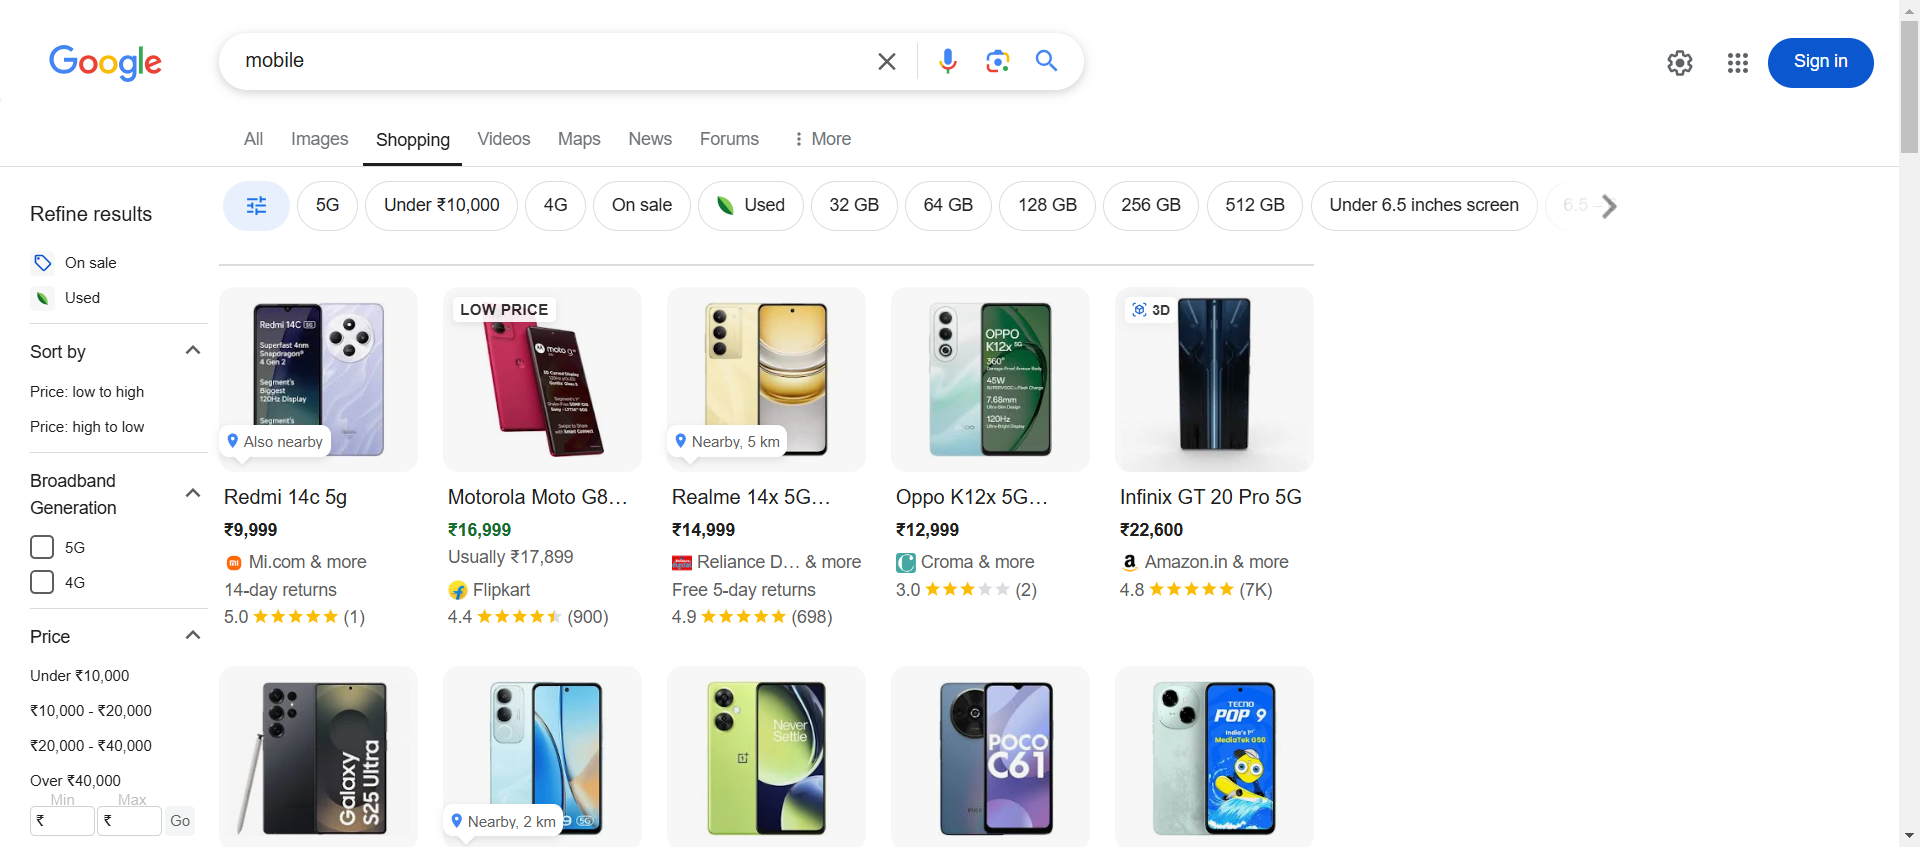 Google
mobile
Sign in
All Images Shopping Videos Maps News Forums More
Refine results
On sale
Used
Sort by
Price: low to high
Price: high to low
Broadband
Generation
5G
4G
Price
Under ₹10,000
₹10,000 - ₹20,000
₹20,000 - ₹40,000
Over ₹40,000
Min Max
₹ ₹ Go
5G Under ₹10,000 4G On sale Used 32 GB 64 GB 128 GB 256 GB 512 GB Under 6.5 inches screen 6.5 –
Redmi 14C 5G
Superfast 4nm
Snapdragon®
4 Gen 2
Segment's
Biggest
120Hz Display
Segment's
Also nearby
Redmi 14c 5g
₹9,999
Mi.com & more
14-day returns
5.0 (1)
LOW PRICE
moto g
Motorola Moto G8...
₹16,999
Usually ₹17,899
Flipkart
4.4 (900)
Nearby, 5 km
Realme 14x 5G...
₹14,999
Reliance D... & more
Free 5-day returns
4.9 (698)
OPPO
K12x 5G
360°
Damage Proof Armour Body
45W
SUPERVOOC Flash Charge
7.68mm
Ultra-Slim Design
120Hz
Ultra-Bright Display
Oppo K12x 5G...
₹12,999
Croma & more
3.0 (2)
3D
Infinix GT 20 Pro 5G
₹22,600
Amazon.in & more
4.8 (7K)
Galaxy
S25 Ultra
Nearby, 2 km
9 5G
Never
Settle
POCO
C61
TECNO
POP 9
India's 1st
MediaTek G50